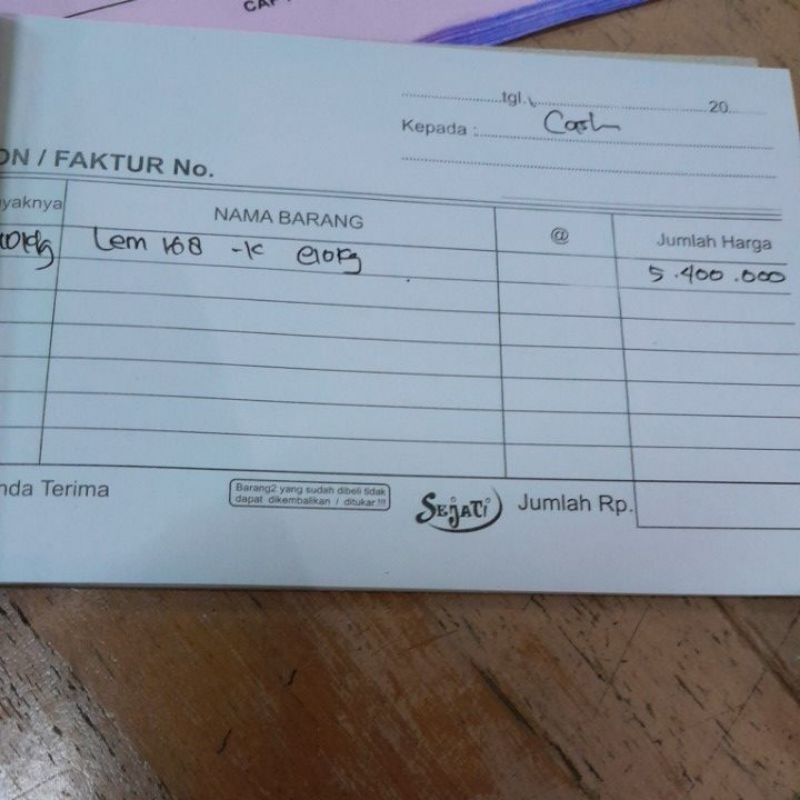 CAP
tgl. 20
Kepada : Cash
ON / FAKTUR No.
yaknya NAMA BARANG @ Jumlah Harga
Lem 168 -K @10kg 5.400.000
nda Terima
Barang2 yang sudah dibeli tidak
dapat dikembalikan / ditukar !!!
SEJATI
Jumlah Rp.